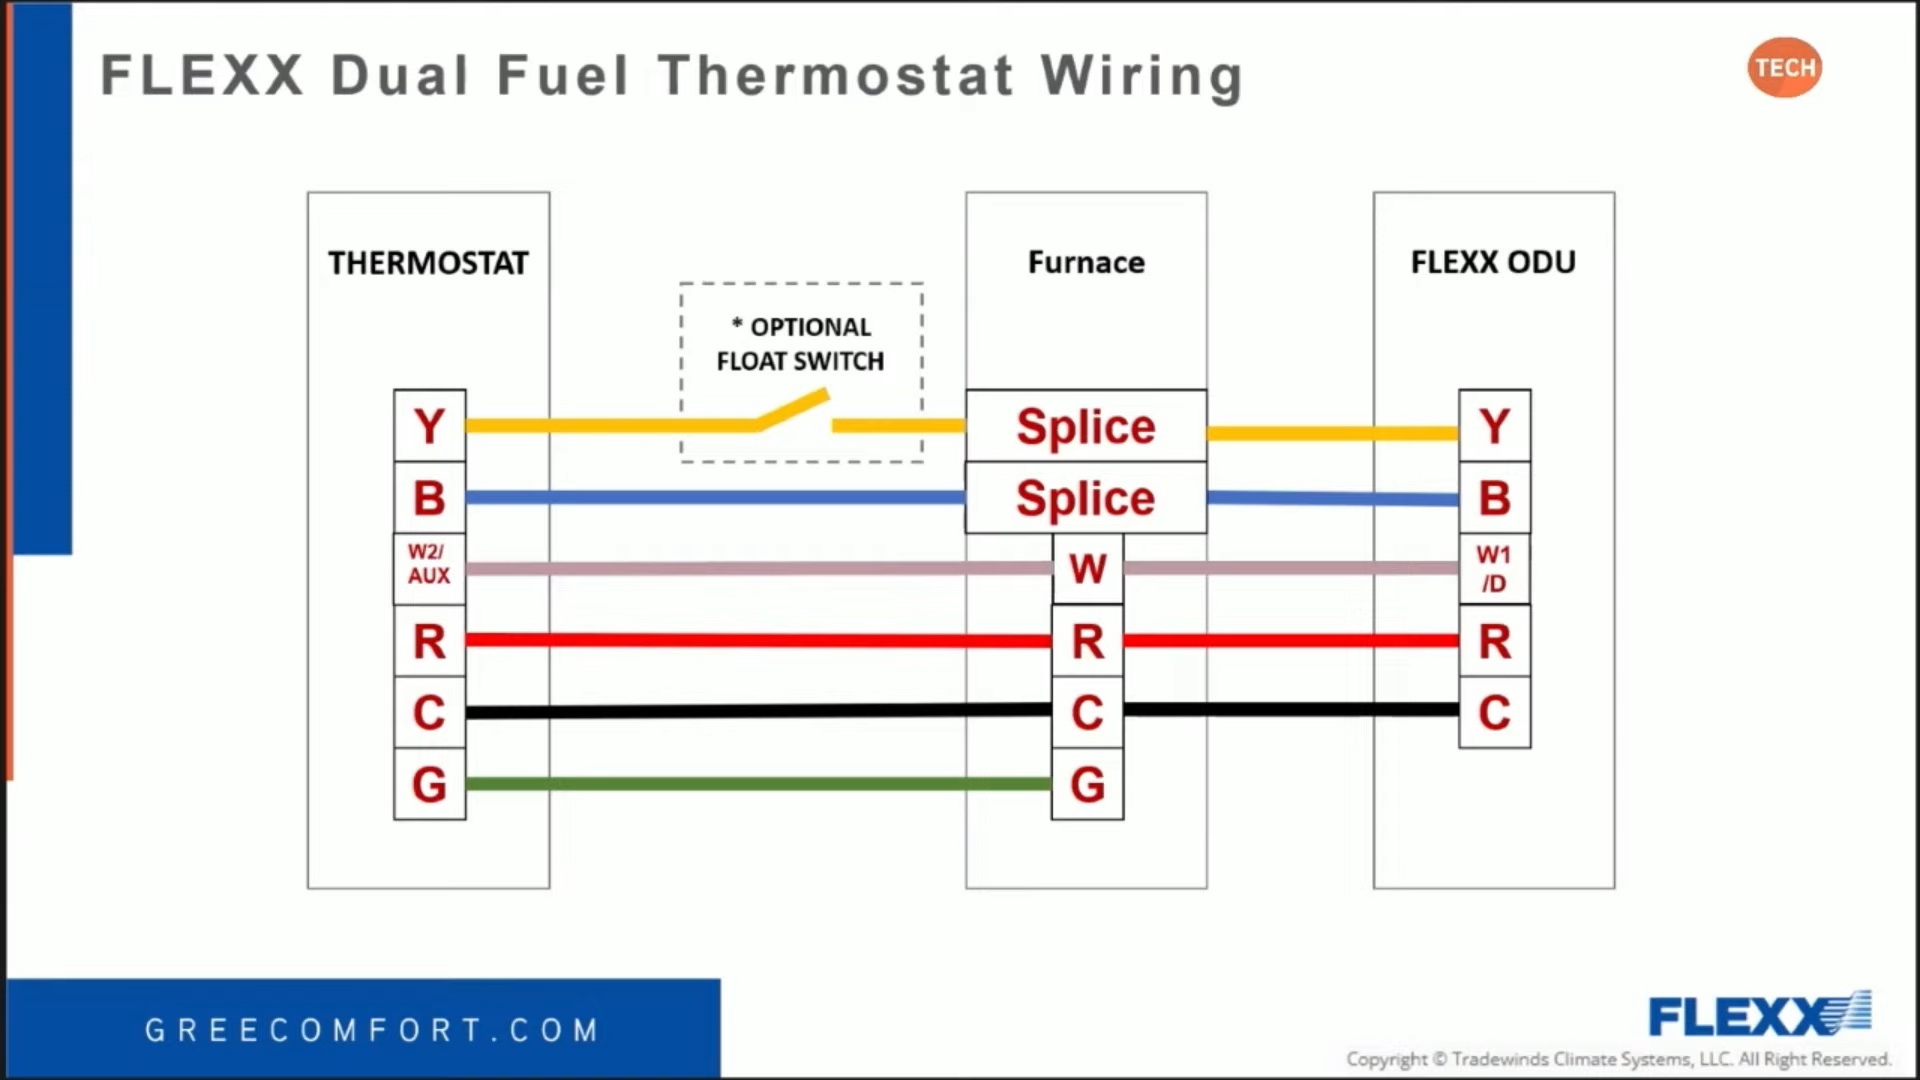 FLEXX Dual Fuel Thermostat Wiring
TECH
THERMOSTAT
Furnace
FLEXX ODU
* OPTIONAL
FLOAT SWITCH
Y
Splice
Y
B
Splice
B
W2/
AUX
W
W1
/D
R
R
R
C
C
C
G
G
GREECOMFORT.COM
FLEXX
Copyright © Tradewinds Climate Systems, LLC. All Right Reserved.